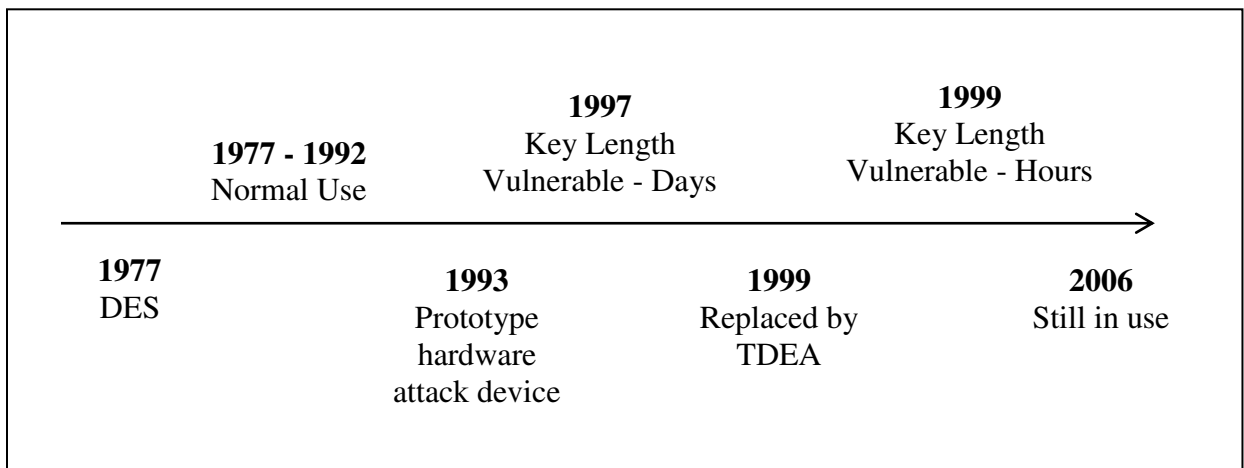 1977
DES
1977 - 1992
Normal Use
1993
Prototype
hardware
attack device
1997
Key Length
Vulnerable - Days
1999
Replaced by
TDEA
1999
Key Length
Vulnerable - Hours
2006
Still in use